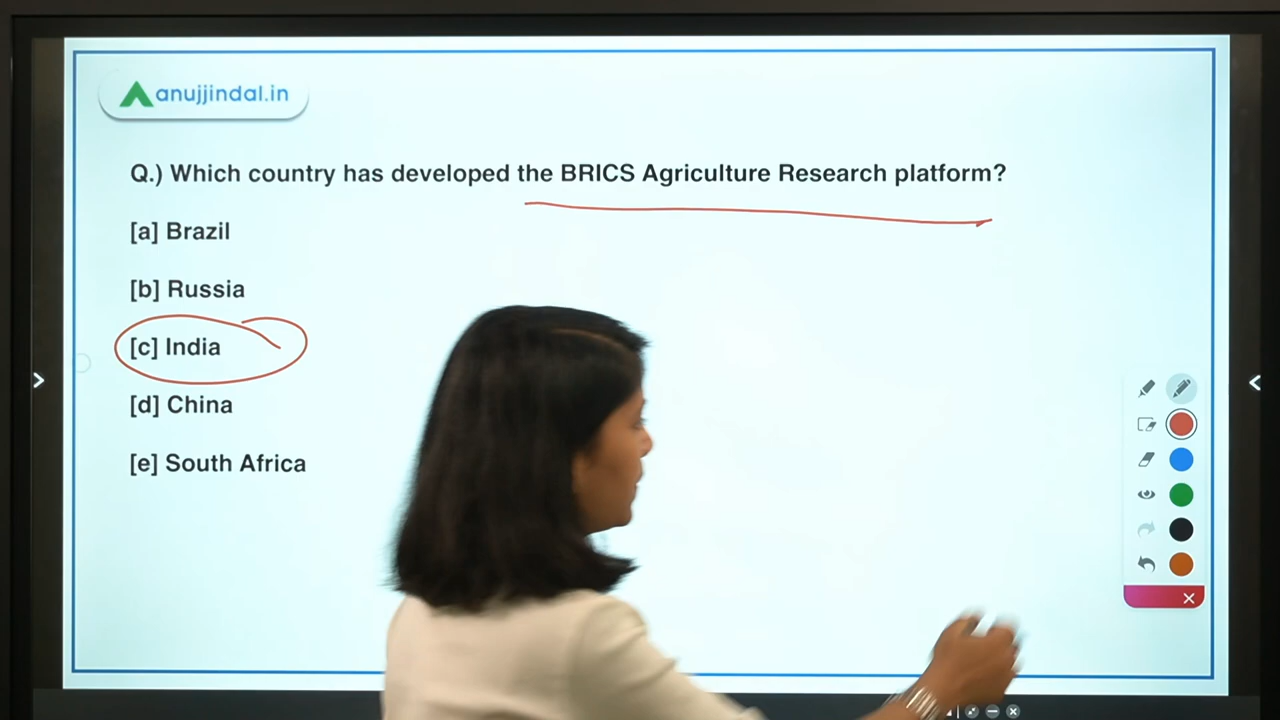 anujjindal.in
Q.) Which country has developed the BRICS Agriculture Research platform?
[a] Brazil
[b] Russia
[c] India
[d] China
[e] South Africa